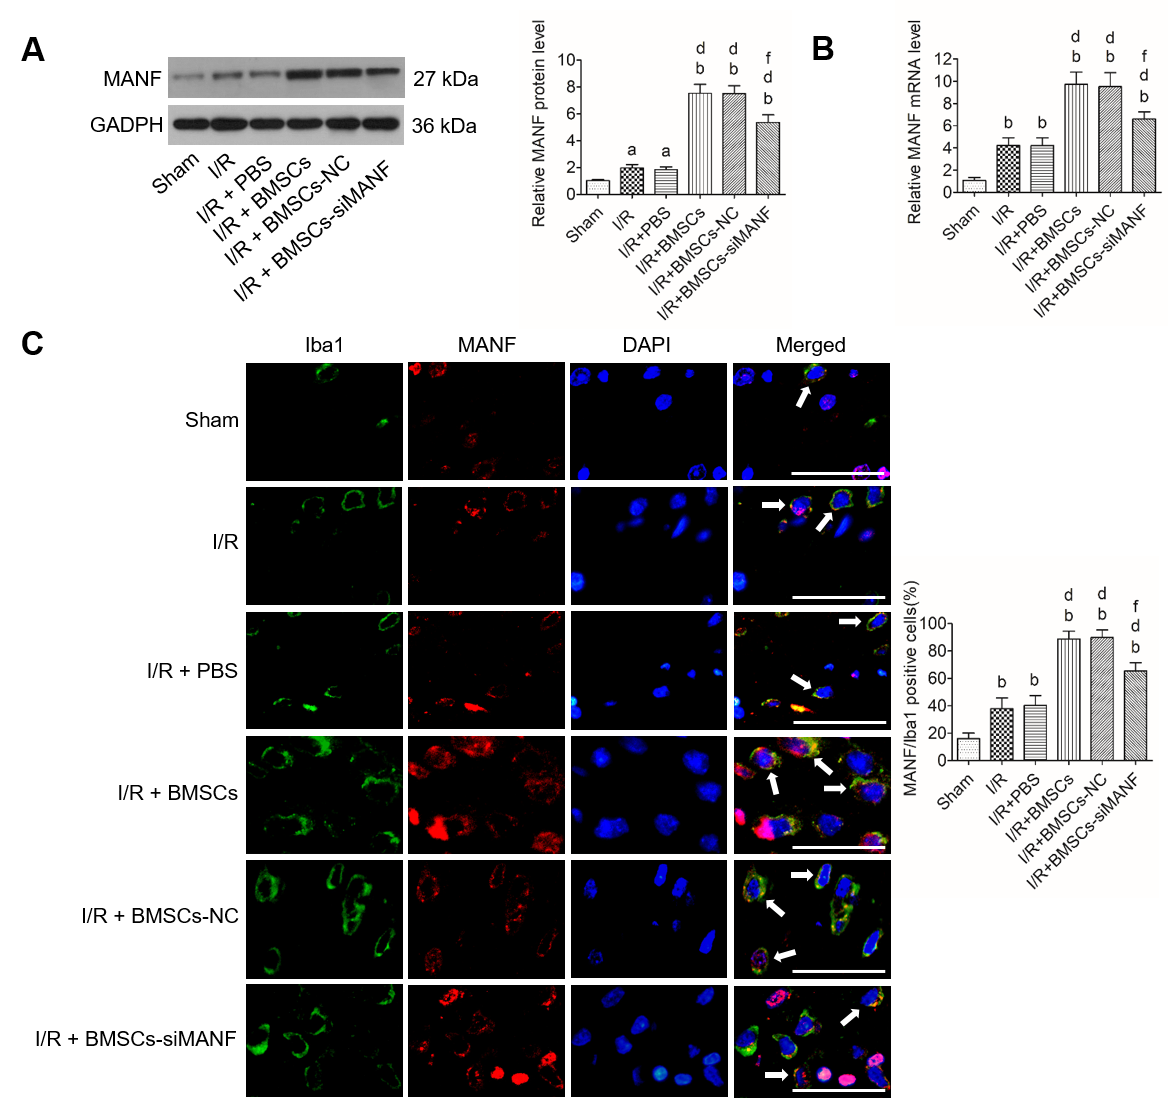 A
MANF
27 kDa
GADPH
36 kDa
Sham
I/R
I/R + PBS
I/R + BMSCs
I/R + BMSCs-NC
I/R + BMSCs-siMANF
Relative MANF protein level
10
8
6
4
2
0
a
a
d
b
d
b
f
d
b
Sham
I/R
I/R+PBS
I/R+BMSCs
I/R+BMSCs-NC
I/R+BMSCs-siMANF
B
Relative MANF mRNA level
12
10
8
6
4
2
0
b
b
d
b
d
b
f
d
b
Sham
I/R
I/R+PBS
I/R+BMSCs
I/R+BMSCs-NC
I/R+BMSCs-siMANF
C
Iba1 MANF DAPI Merged
Sham
I/R
I/R + PBS
I/R + BMSCs
I/R + BMSCs-NC
I/R + BMSCs-siMANF
MANF/Iba1 positive cells(%)
100
80
60
40
20
0
b
b
d
b
d
b
f
d
b
Sham
I/R
I/R+PBS
I/R+BMSCs
I/R+BMSCs-NC
I/R+BMSCs-siMANF